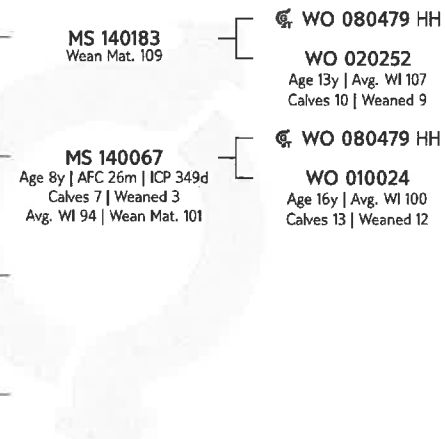 MS 140183
Wean Mat. 109
WO 080479 HH
WO 020252
Age 13y | Avg. WI 107
Calves 10 | Weaned 9
MS 140067
Age 8y | AFC 26m | ICP 349d
Calves 7 | Weaned 3
Avg. WI 94 | Wean Mat. 101
WO 080479 HH
WO 010024
Age 16y | Avg. WI 100
Calves 13 | Weaned 12